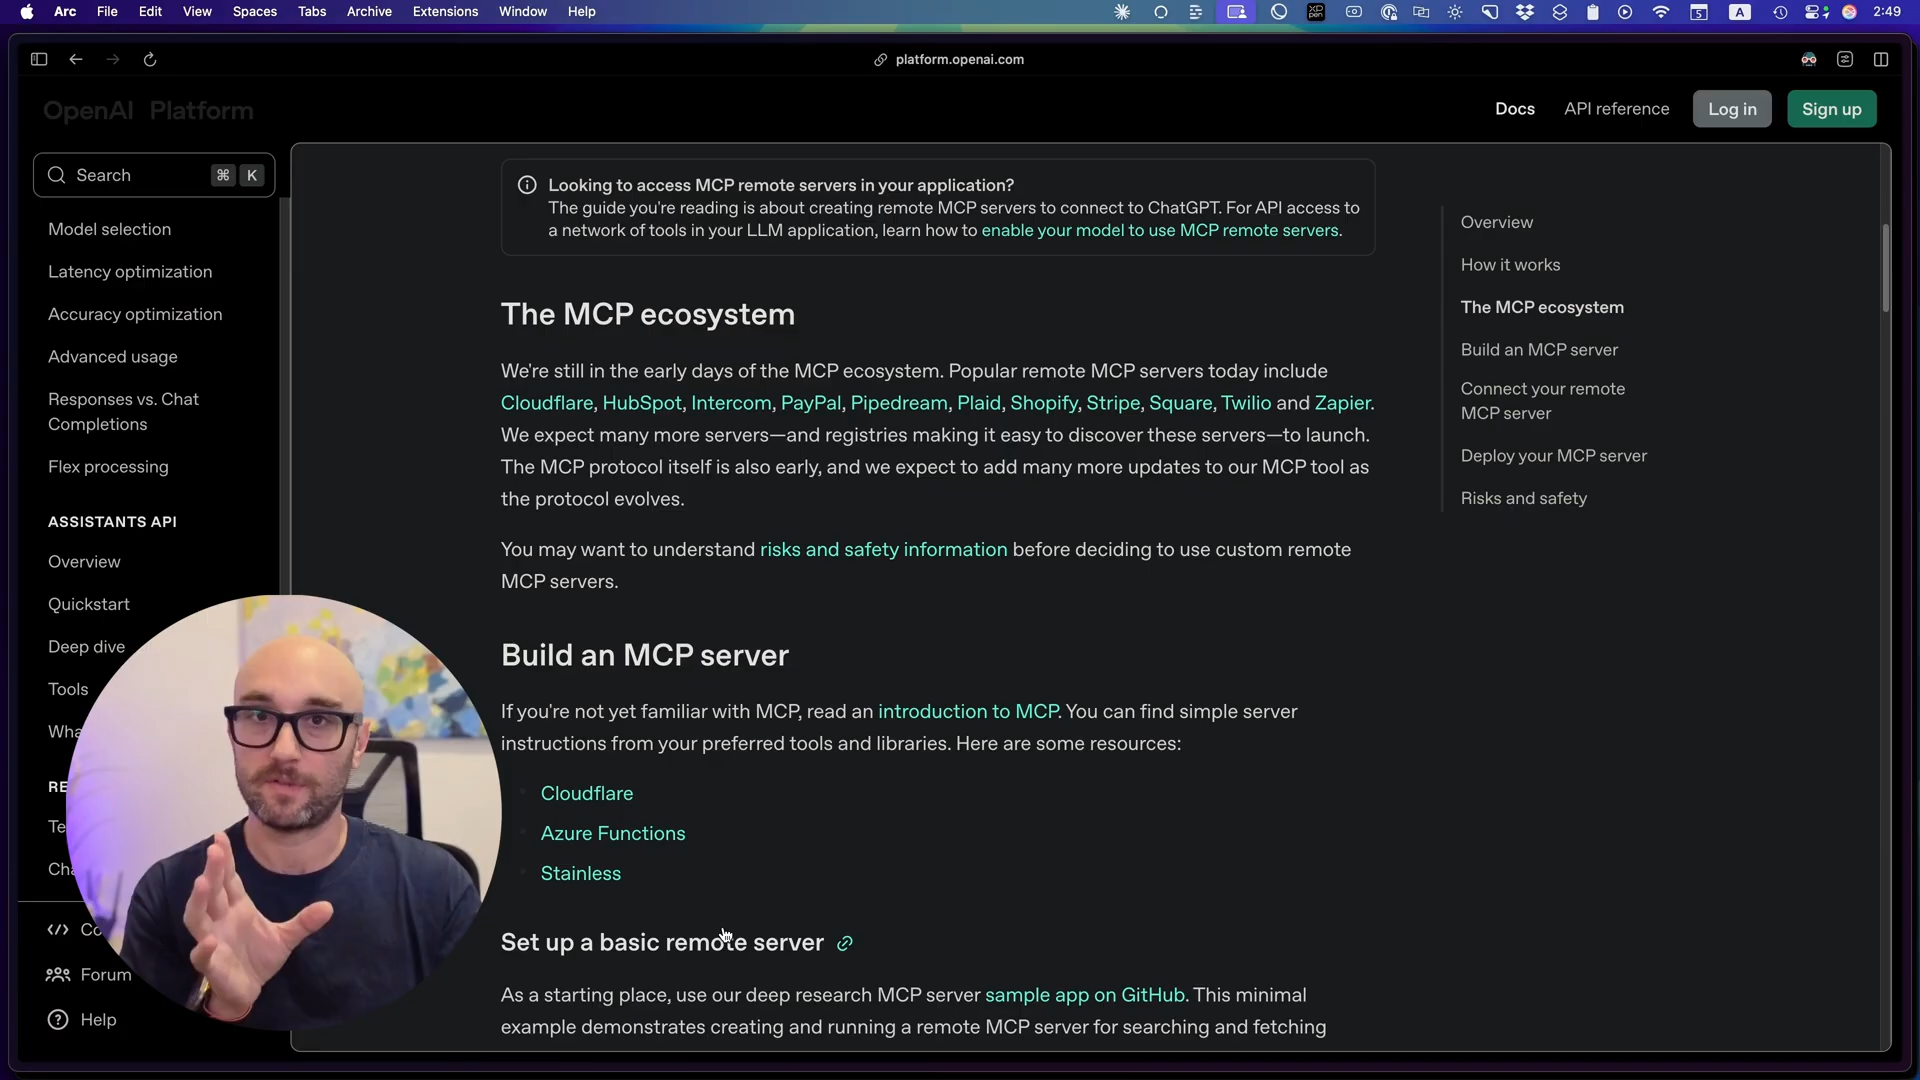 Arc File Edit View Spaces Tabs Archive Extensions Window Help
XP
pen
5
A
2:49
platform.openai.com
OpenAI Platform
Docs
API reference
Log in
Sign up
Search
⌘ K
Model selection
Latency optimization
Accuracy optimization
Advanced usage
Responses vs. Chat
Completions
Flex processing
ASSISTANTS API
Overview
Quickstart
Deep dive
Tools
Wha
RE
Te
Cha
Co
Forum
Help
Looking to access MCP remote servers in your application?
The guide you're reading is about creating remote MCP servers to connect to ChatGPT. For API access to
a network of tools in your LLM application, learn how to enable your model to use MCP remote servers.
The MCP ecosystem
We're still in the early days of the MCP ecosystem. Popular remote MCP servers today include
Cloudflare, HubSpot, Intercom, PayPal, Pipedream, Plaid, Shopify, Stripe, Square, Twilio and Zapier.
We expect many more servers—and registries making it easy to discover these servers—to launch.
The MCP protocol itself is also early, and we expect to add many more updates to our MCP tool as
the protocol evolves.
You may want to understand risks and safety information before deciding to use custom remote
MCP servers.
Build an MCP server
If you're not yet familiar with MCP, read an introduction to MCP. You can find simple server
instructions from your preferred tools and libraries. Here are some resources:
Cloudflare
Azure Functions
Stainless
Set up a basic remote server
As a starting place, use our deep research MCP server sample app on GitHub. This minimal
example demonstrates creating and running a remote MCP server for searching and fetching
Overview
How it works
The MCP ecosystem
Build an MCP server
Connect your remote
MCP server
Deploy your MCP server
Risks and safety